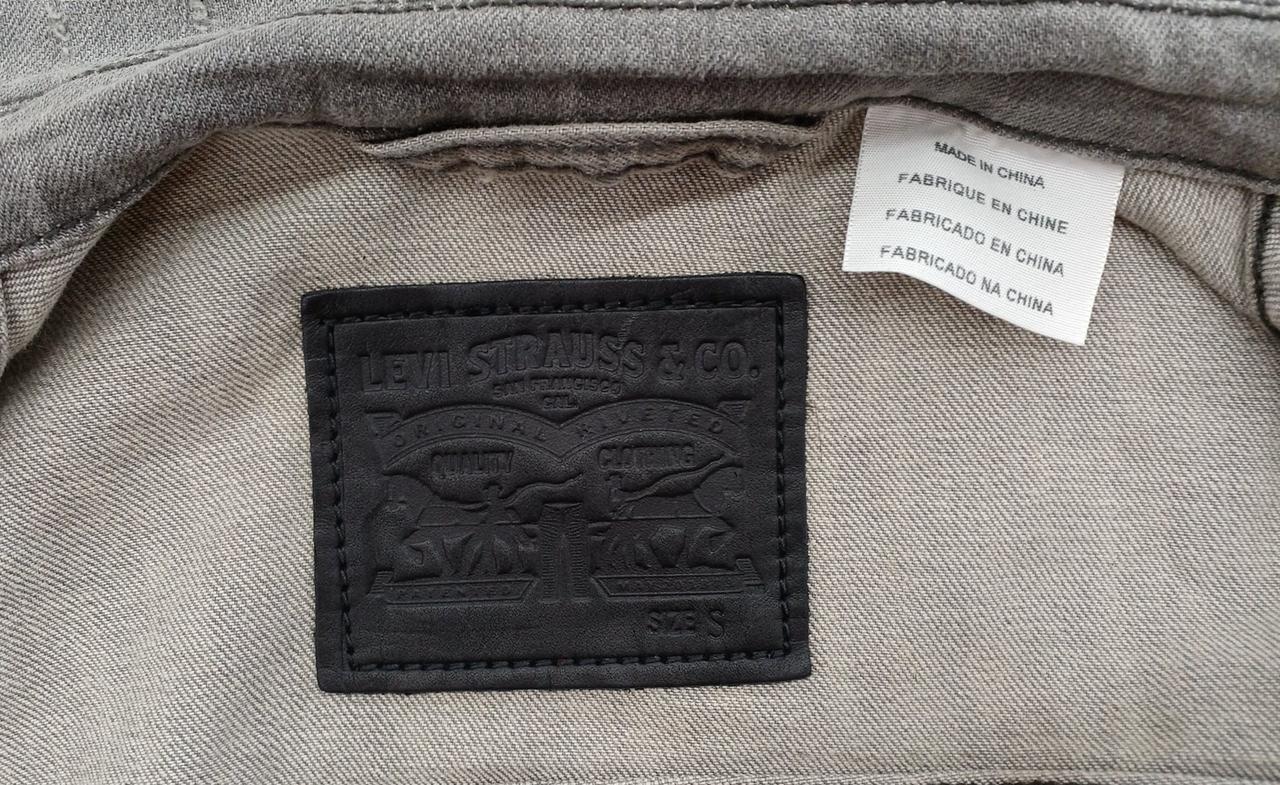 LEVI STRAUSS & CO.
SAN FRANCISCO
CAL.
ORIGINAL RIVETED
QUALITY CLOTHING
SIZE S
MADE IN CHINA
FABRIQUE EN CHINE
FABRICADO EN CHINA
FABRICADO NA CHINA